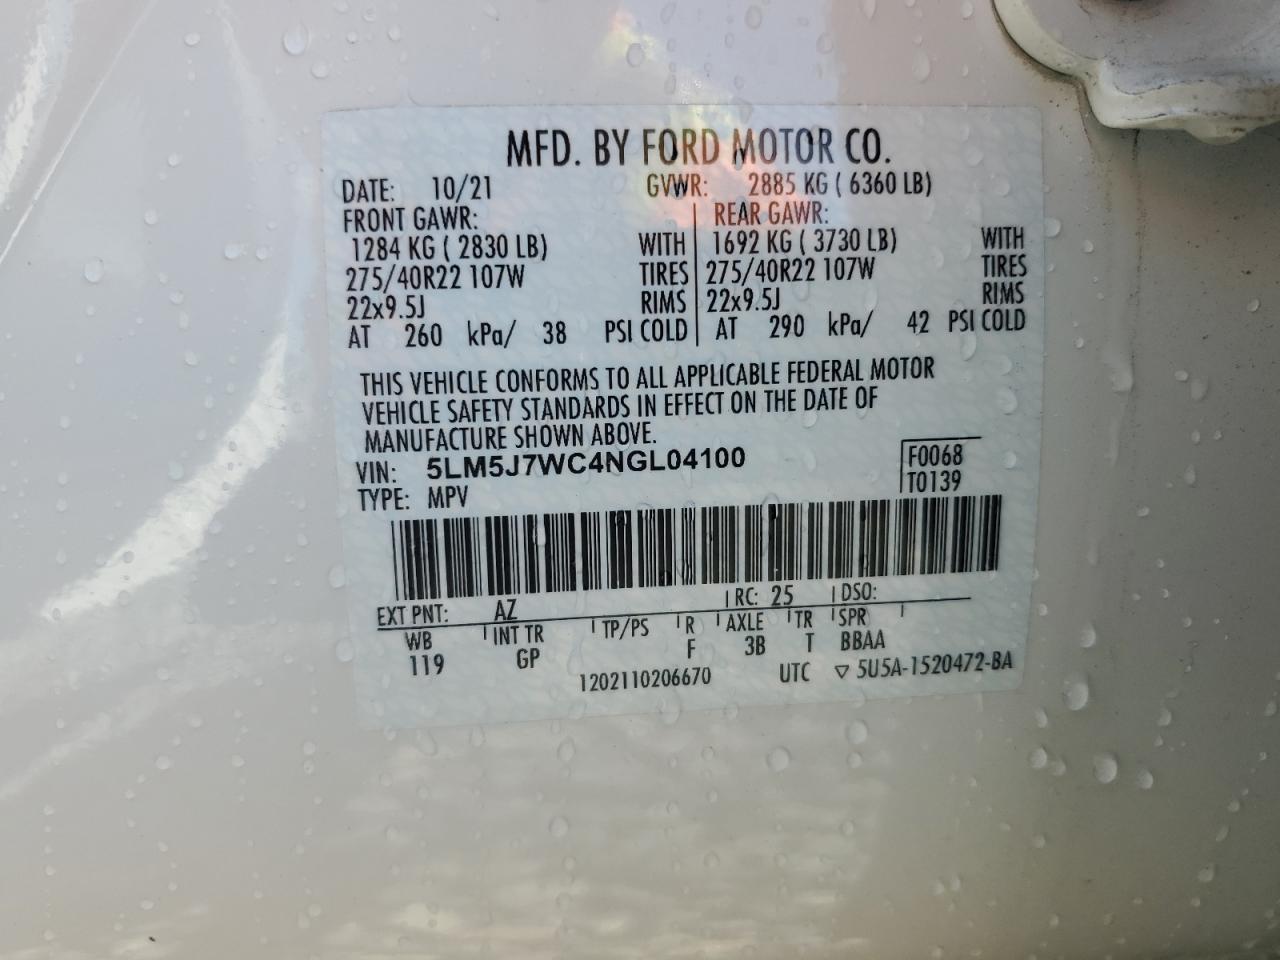 MFD. BY FORD MOTOR CO.
DATE: 10/21 GVWR: 2885 KG ( 6360 LB)
FRONT GAWR: REAR GAWR:
1284 KG ( 2830 LB) WITH 1692 KG ( 3730 LB) WITH
275/40R22 107W TIRES 275/40R22 107W TIRES
22x9.5J RIMS 22x9.5J RIMS
AT 260 kPa/ 38 PSI COLD AT 290 kPa/ 42 PSI COLD
THIS VEHICLE CONFORMS TO ALL APPLICABLE FEDERAL MOTOR
VEHICLE SAFETY STANDARDS IN EFFECT ON THE DATE OF
MANUFACTURE SHOWN ABOVE.
VIN: 5LM5J7WC4NGL04100 F0068
TYPE: MPV T0139
EXT PNT: AZ RC: 25 DSO:
WB INT TR TP/PS R AXLE TR SPR
119 GP F 3B T BBAA
1202110206670 UTC ▽ 5U5A-1520472-BA